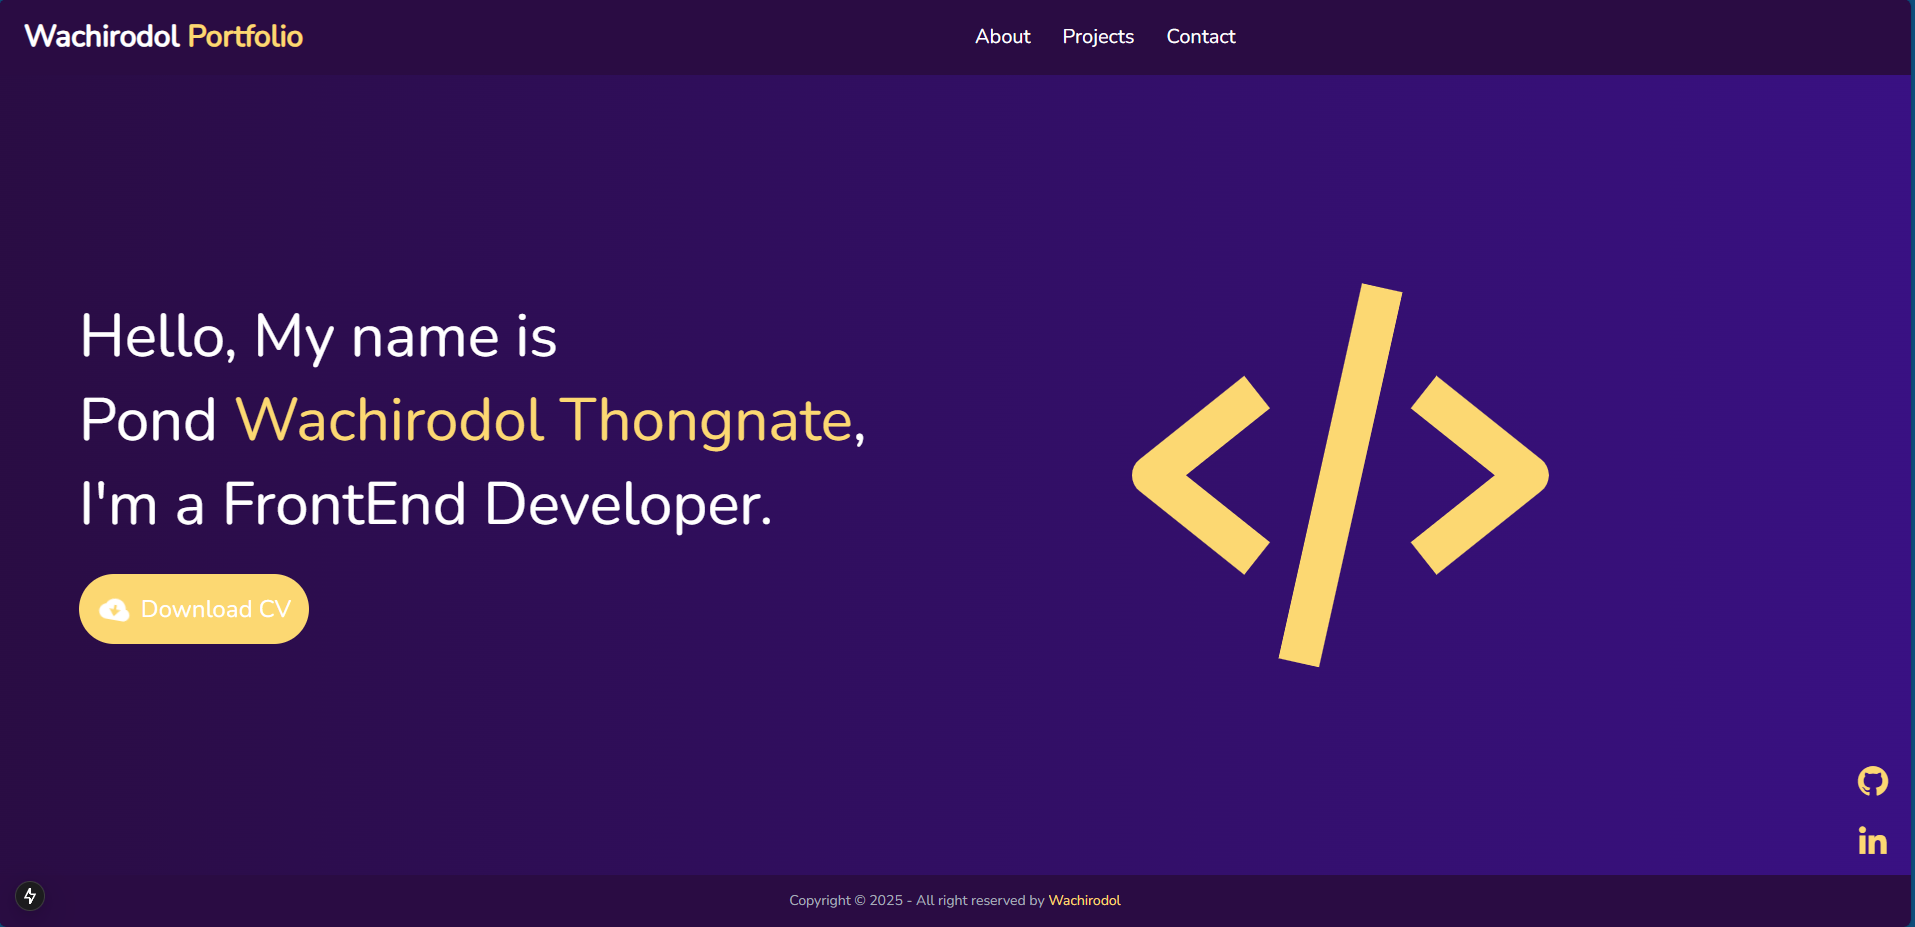 Wachirodol Portfolio
About Projects Contact
Hello, My name is
Pond Wachirodol Thongnate,
I'm a FrontEnd Developer.
Download CV
Copyright © 2025 - All right reserved by Wachirodol